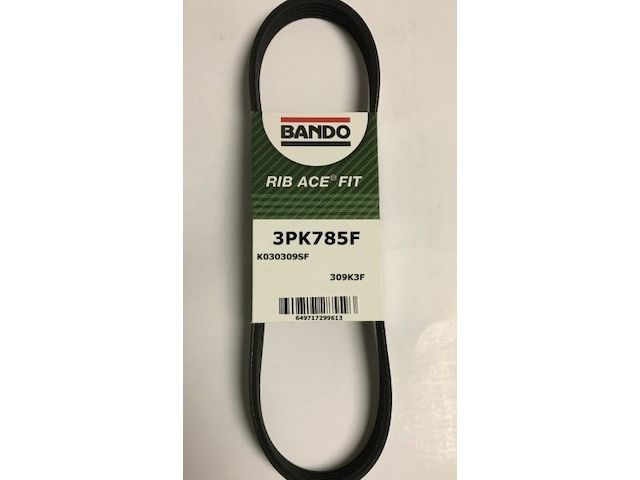 BANDO
RIB ACE® FIT
3PK785F
K030309SF
309K3F
649717299613